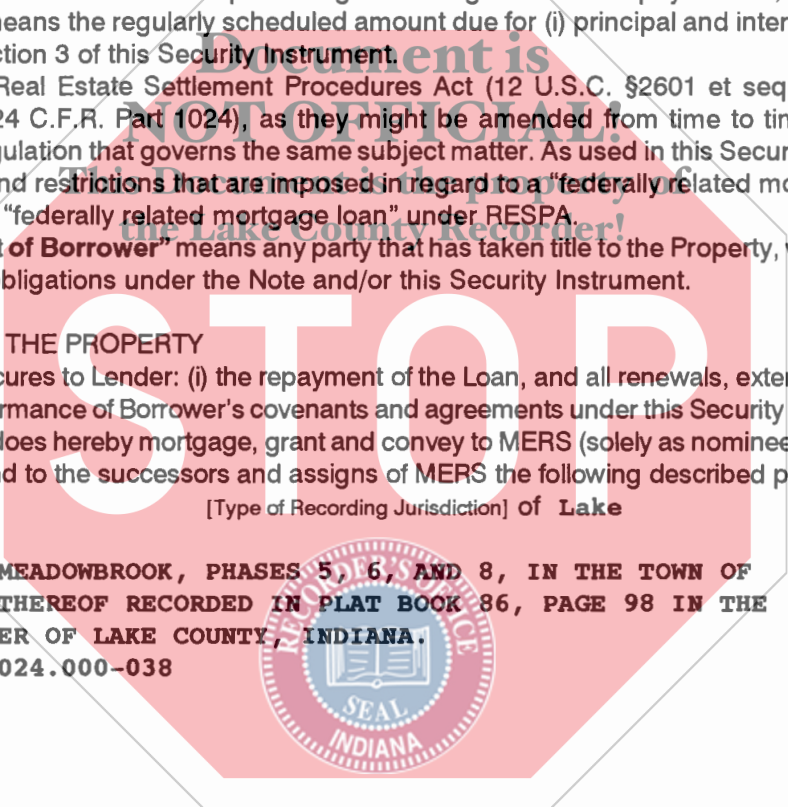 means the regularly scheduled amount due for (i) principal and inter
ction 3 of this Security Instrument.
Document is
Real Estate Settlement Procedures Act (12 U.S.C. §2601 et seq
24 C.F.R. Part 1024), as they might be amended from time to tim
NOT OFFICIAL!
gulation that governs the same subject matter. As used in this Secur
nd restrictions that are imposed in regard to a “federally related mo
This Document is the property of
“federally related mortgage loan” under RESPA.
the Lake County Recorder!
t of Borrower” means any party that has taken title to the Property,
bligations under the Note and/or this Security Instrument.
STOP
THE PROPERTY
cures to Lender: (i) the repayment of the Loan, and all renewals, exte
rmance of Borrower's covenants and agreements under this Security
does hereby mortgage, grant and convey to MERS (solely as nominee
nd to the successors and assigns of MERS the following described p
[Type of Recording Jurisdiction] of Lake
MEADOWBROOK, PHASES 5, 6, AND 8, IN THE TOWN OF
THEREOF RECORDED IN PLAT BOOK 86, PAGE 98 IN THE
ER OF LAKE COUNTY, INDIANA.
024.000-038
RECORDER'S OFFICE
SEAL
INDIANA